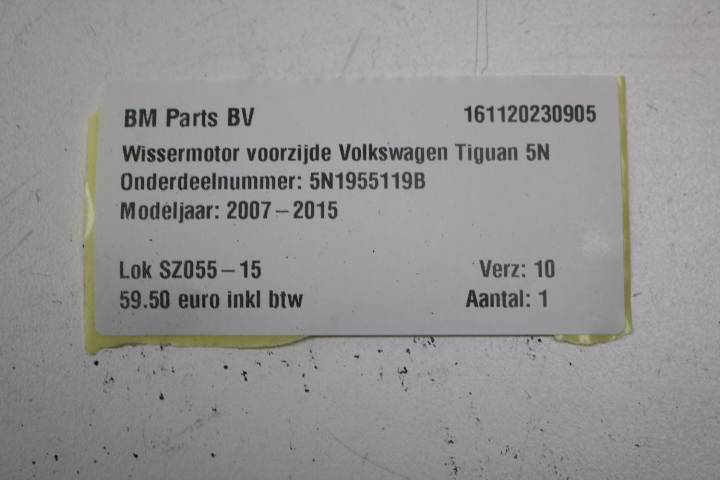 BM Parts BV 161120230905
Wissermotor voorzijde Volkswagen Tiguan 5N
Onderdeelnummer: 5N1955119B
Modeljaar: 2007-2015
Lok SZ055-15 Verz: 10
59.50 euro inkl btw Aantal: 1